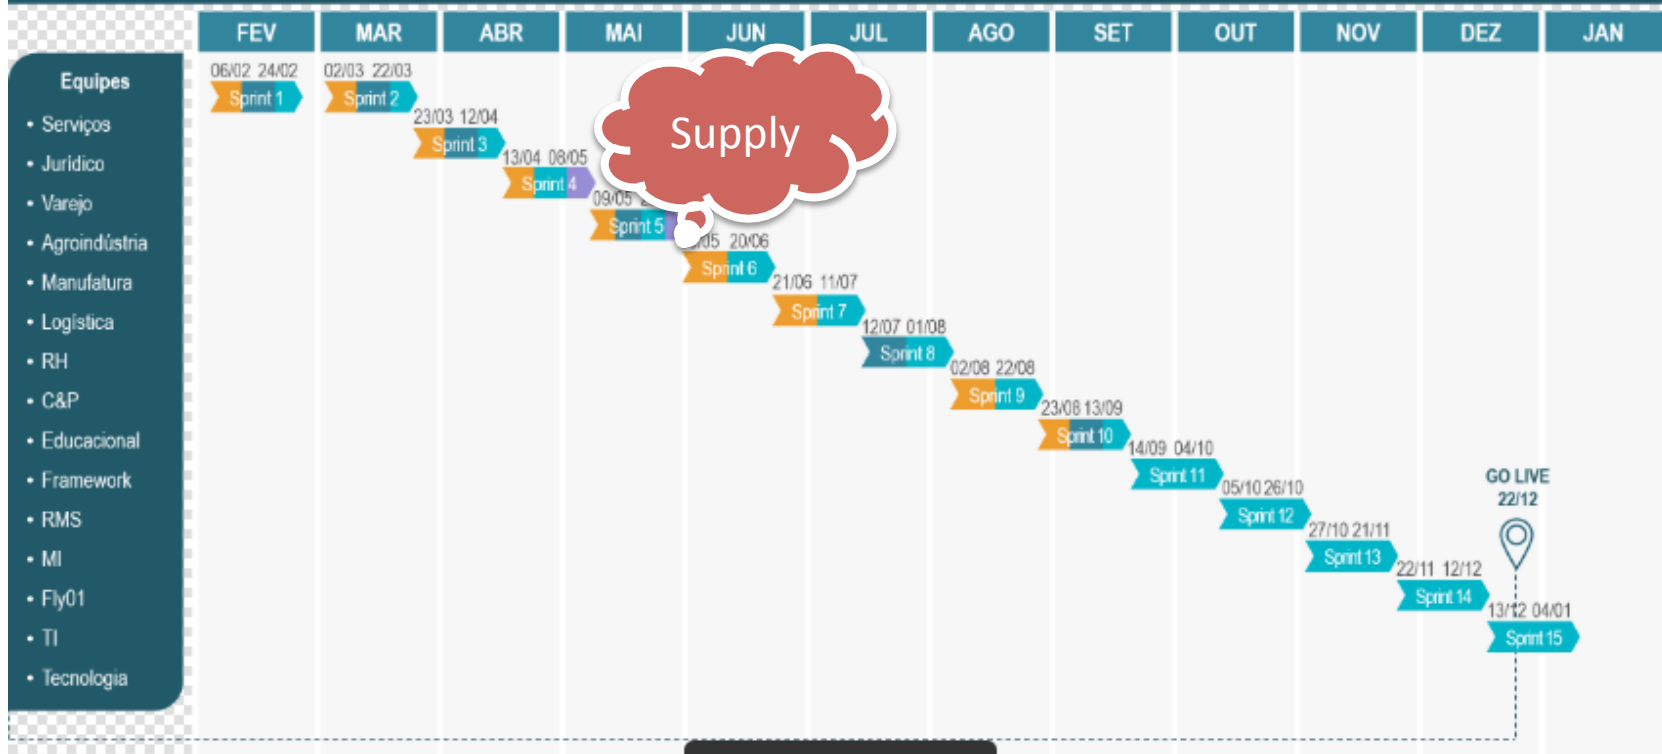 FEV MAR ABR MAI JUN JUL AGO SET OUT NOV DEZ JAN
Equipes
• Serviços
• Jurídico
• Varejo
• Agroindústria
• Manufatura
• Logística
• RH
• C&P
• Educacional
• Framework
• RMS
• MI
• Fly01
• TI
• Tecnologia
06/02 24/02
Sprint 1
02/03 22/03
Sprint 2
23/03 12/04
Sprint 3
13/04 08/05
Sprint 4
09/05
Sprint 5
Supply
20/06
Sprint 6
21/06 11/07
Sprint 7
12/07 01/08
Sprint 8
02/08 22/08
Sprint 9
23/08 13/09
Sprint 10
14/09 04/10
Sprint 11
05/10 26/10
Sprint 12
27/10 21/11
Sprint 13
22/11 12/12
Sprint 14
13/12 04/01
Sprint 15
GO LIVE
22/12